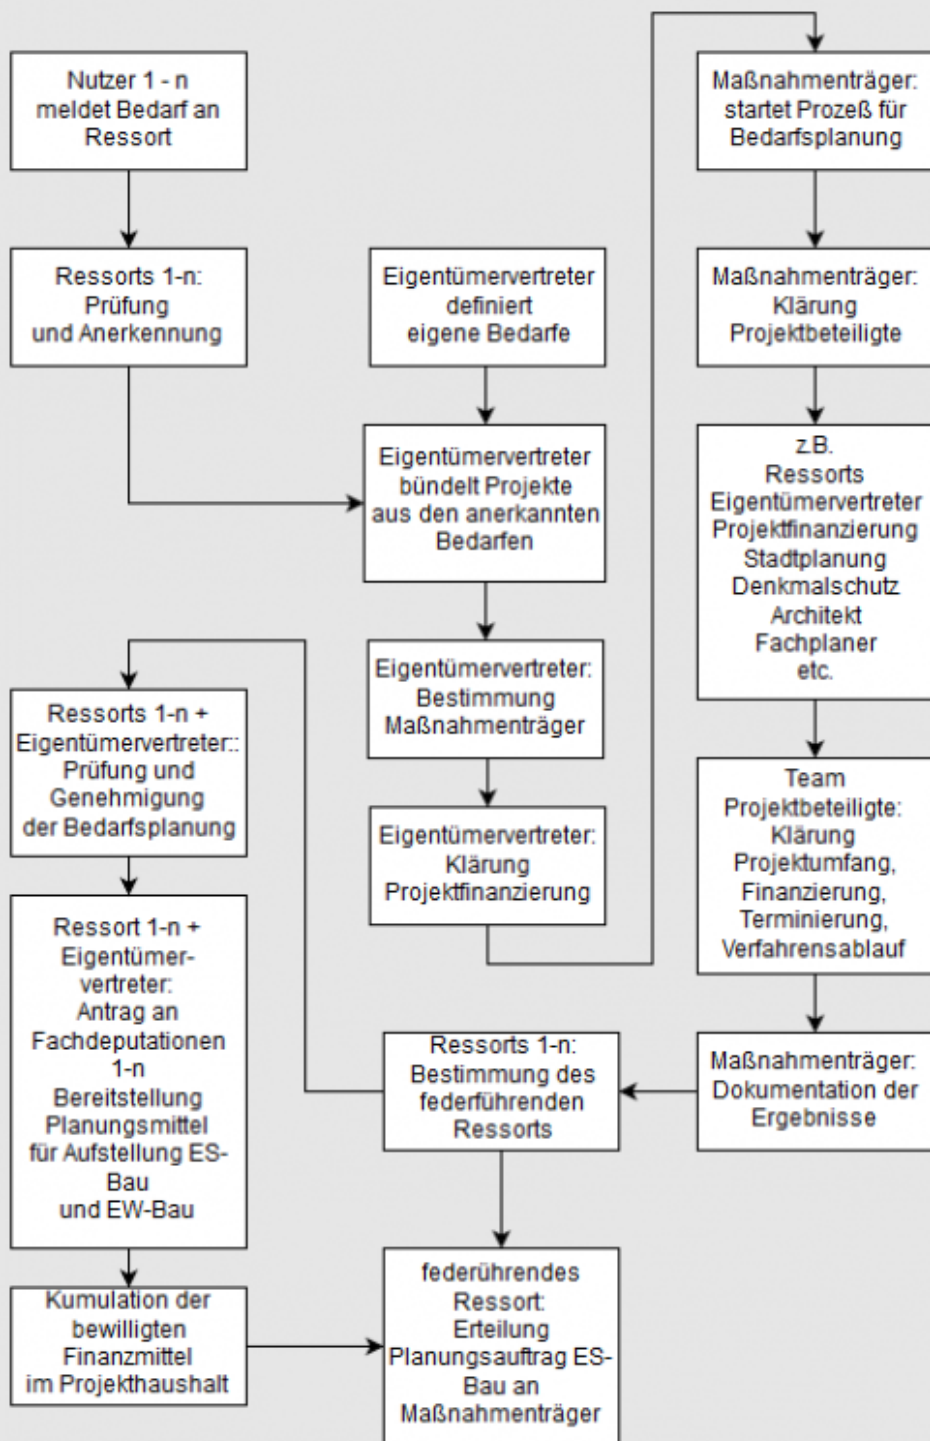 Nutzer 1 - n
meldet Bedarf an
Ressort
Ressorts 1-n:
Prüfung
und Anerkennung
Eigentümervertreter
definiert
eigene Bedarfe
Eigentümervertreter
bündelt Projekte
aus den anerkannten
Bedarfen
Eigentümervertreter:
Bestimmung
Maßnahmenträger
Eigentümervertreter:
Klärung
Projektfinanzierung
Maßnahmenträger:
startet Prozeß für
Bedarfsplanung
Maßnahmenträger:
Klärung
Projektbeteiligte
z.B.
Ressorts
Eigentümervertreter
Projektfinanzierung
Stadtplanung
Denkmalschutz
Architekt
Fachplaner
etc.
Team
Projektbeteiligte:
Klärung
Projektumfang,
Finanzierung,
Terminierung,
Verfahrensablauf
Maßnahmenträger:
Dokumentation der
Ergebnisse
Ressorts 1-n:
Bestimmung des
federführenden
Ressorts
Ressorts 1-n +
Eigentümervertreter::
Prüfung und
Genehmigung
der Bedarfsplanung
Ressort 1-n +
Eigentümer-
vertreter:
Antrag an
Fachdeputationen
1-n
Bereitstellung
Planungsmittel
für Aufstellung ES-
Bau
und EW-Bau
Kumulation der
bewilligten
Finanzmittel
im Projekthaushalt
federührendes
Ressort:
Erteilung
Planungsauftrag ES-
Bau an
Maßnahmenträger